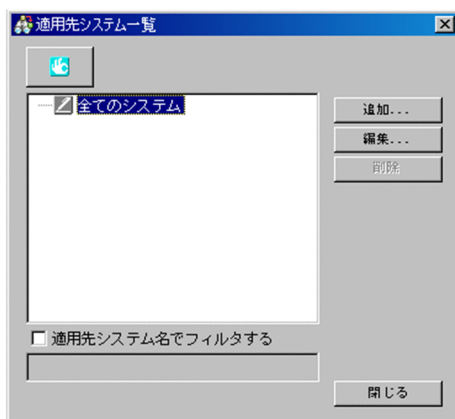 適用先システム一覧
全てのシステム
追加...
編集...
削除
適用先システム名でフィルタする
閉じる